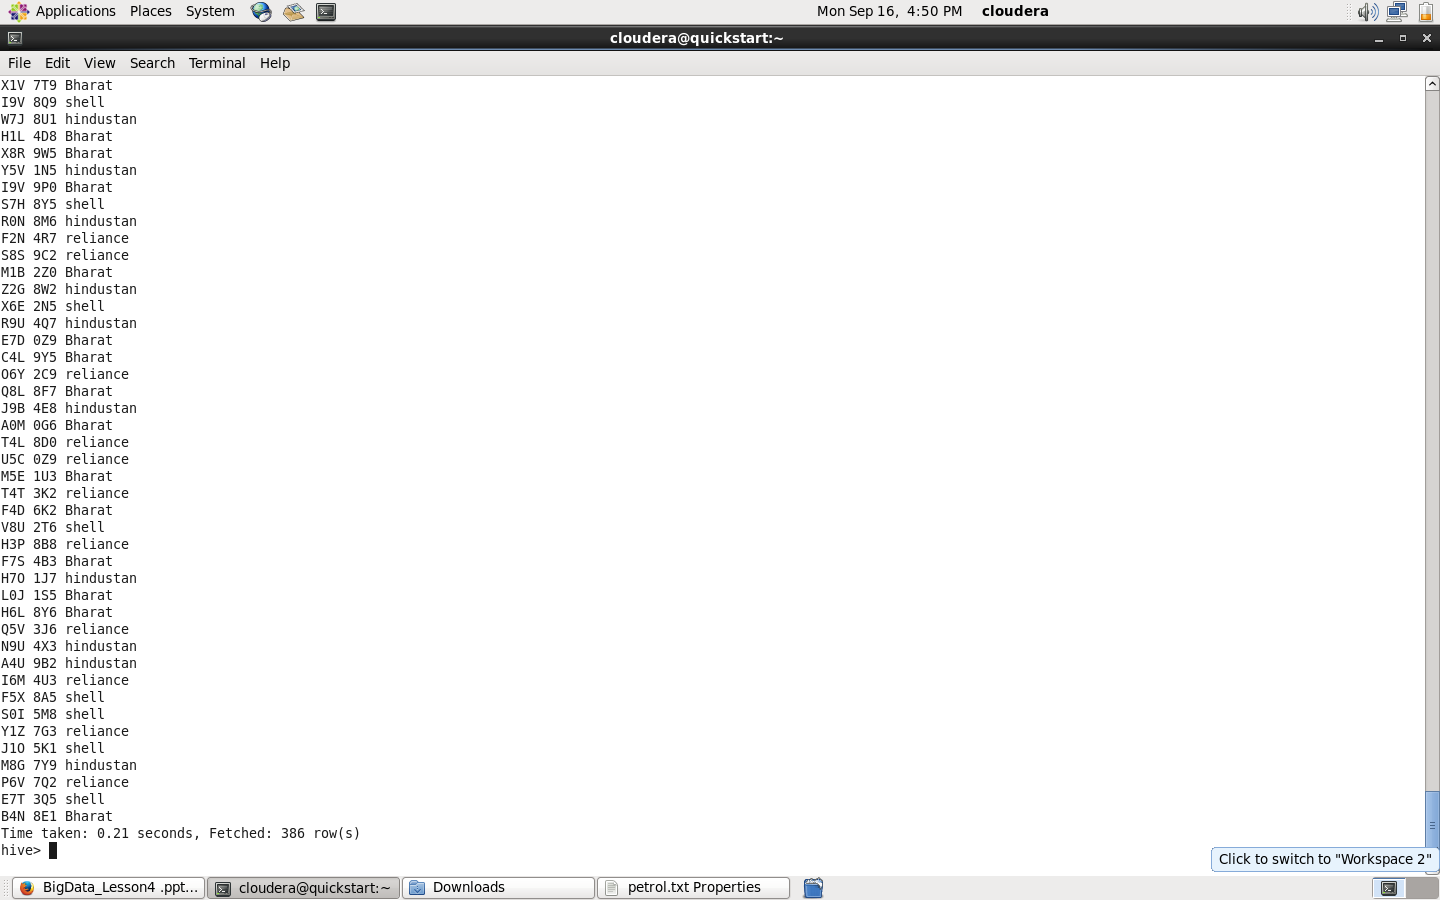 Applications Places System Mon Sep 16, 4:50 PM cloudera
cloudera@quickstart:~
File Edit View Search Terminal Help
X1V 7T9 Bharat
I9V 8Q9 shell
W7J 8U1 hindustan
H1L 4D8 Bharat
X8R 9W5 Bharat
Y5V 1N5 hindustan
I9V 9P0 Bharat
S7H 8Y5 shell
R0N 8M6 hindustan
F2N 4R7 reliance
S8S 9C2 reliance
M1B 2Z0 Bharat
Z2G 8W2 hindustan
X6E 2N5 shell
R9U 4Q7 hindustan
E7D 0Z9 Bharat
C4L 9Y5 Bharat
O6Y 2C9 reliance
Q8L 8F7 Bharat
J9B 4E8 hindustan
A0M 0G6 Bharat
T4L 8D0 reliance
U5C 0Z9 reliance
M5E 1U3 Bharat
T4T 3K2 reliance
F4D 6K2 Bharat
V8U 2T6 shell
H3P 8B8 reliance
F7S 4B3 Bharat
H7O 1J7 hindustan
L0J 1S5 Bharat
H6L 8Y6 Bharat
Q5V 3J6 reliance
N9U 4X3 hindustan
A4U 9B2 hindustan
I6M 4U3 reliance
F5X 8A5 shell
S0I 5M8 shell
Y1Z 7G3 reliance
J1O 5K1 shell
M8G 7Y9 hindustan
P6V 7Q2 reliance
E7T 3Q5 shell
B4N 8E1 Bharat
Time taken: 0.21 seconds, Fetched: 386 row(s)
hive>
Click to switch to "Workspace 2"
BigData_Lesson4 .ppt... cloudera@quickstart:~ Downloads petrol.txt Properties